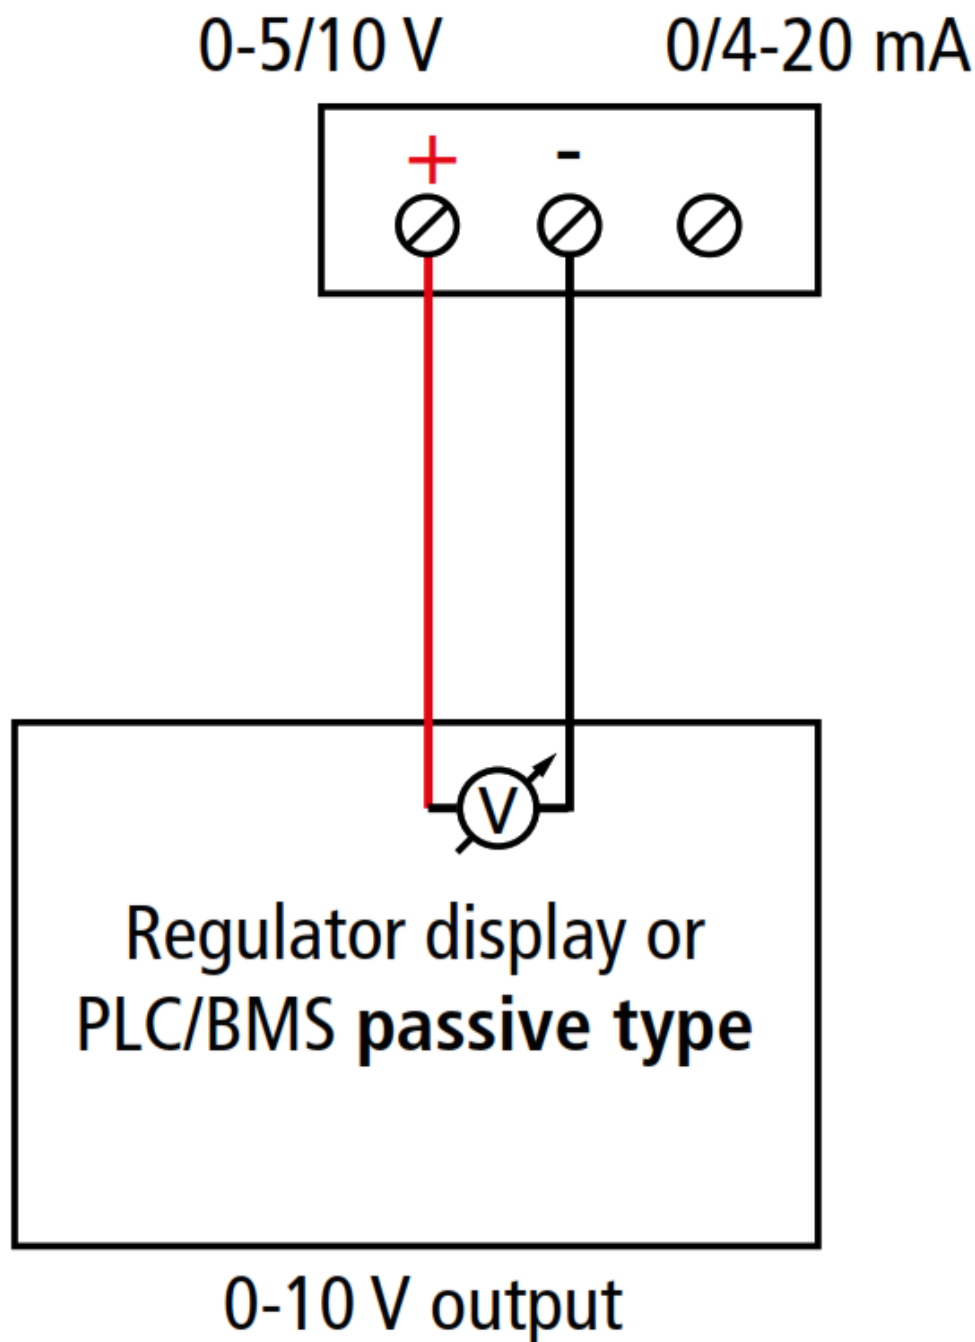 0-5/10 V 0/4-20 mA
+ -
V
Regulator display or
PLC/BMS passive type
0-10 V output